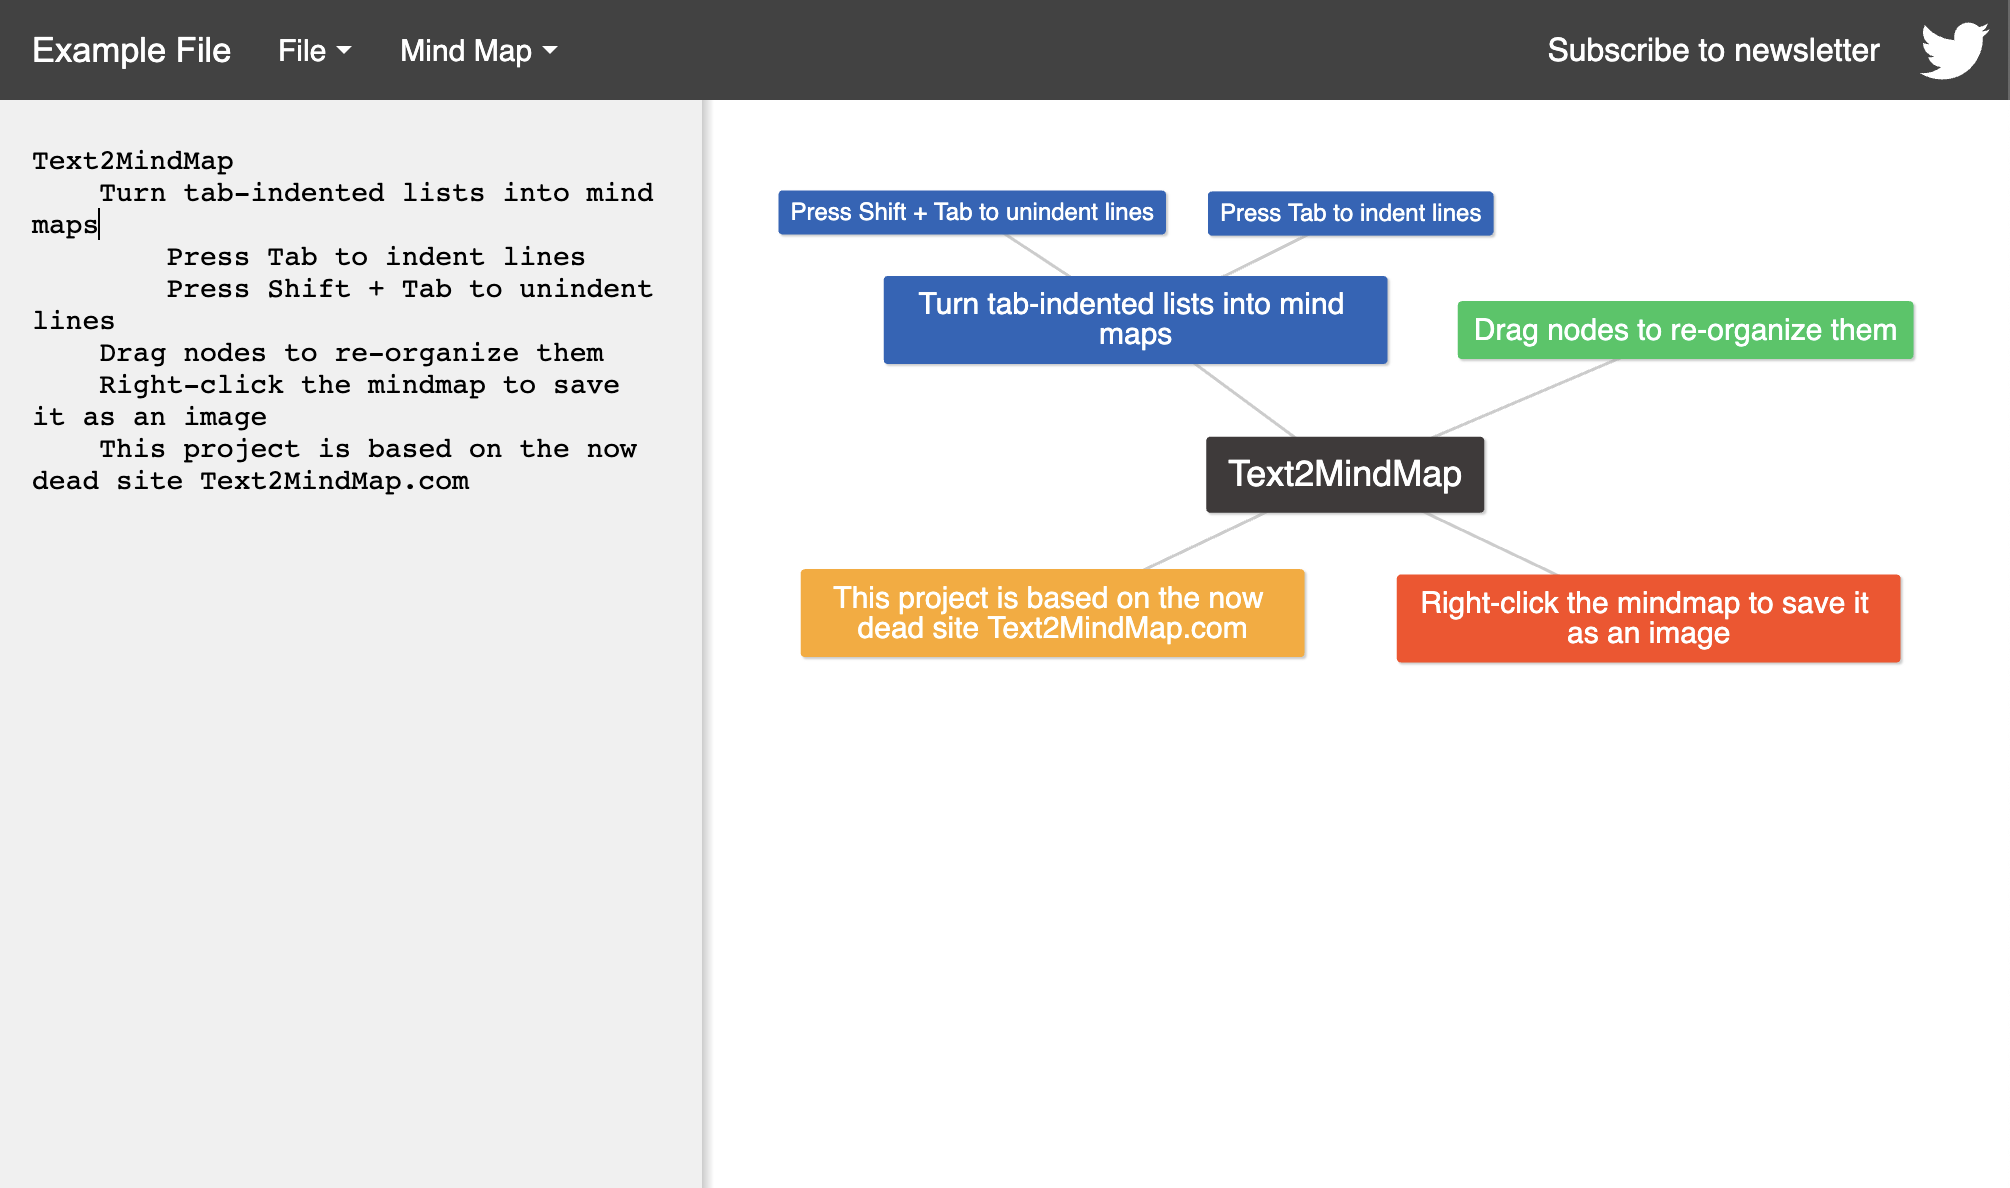 Example File
File
Mind Map
Subscribe to newsletter
Text2MindMap
Turn tab-indented lists into mind
maps
Press Tab to indent lines
Press Shift + Tab to unindent
lines
Drag nodes to re-organize them
Right-click the mindmap to save
it as an image
This project is based on the now
dead site Text2MindMap.com
Press Shift + Tab to unindent lines
Press Tab to indent lines
Turn tab-indented lists into mind
maps
Drag nodes to re-organize them
Text2MindMap
This project is based on the now
dead site Text2MindMap.com
Right-click the mindmap to save it
as an image